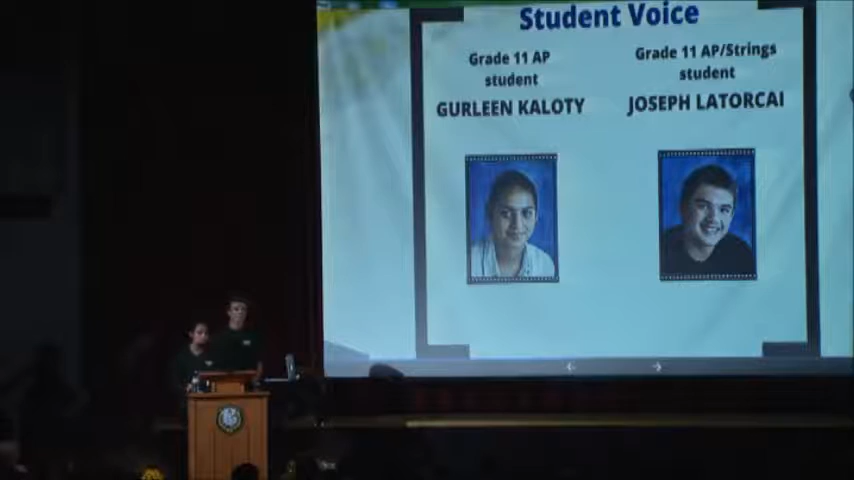 Student Voice
Grade 11 AP
student
GURLEEN KALOTY
Grade 11 AP/Strings
student
JOSEPH LATORCAI